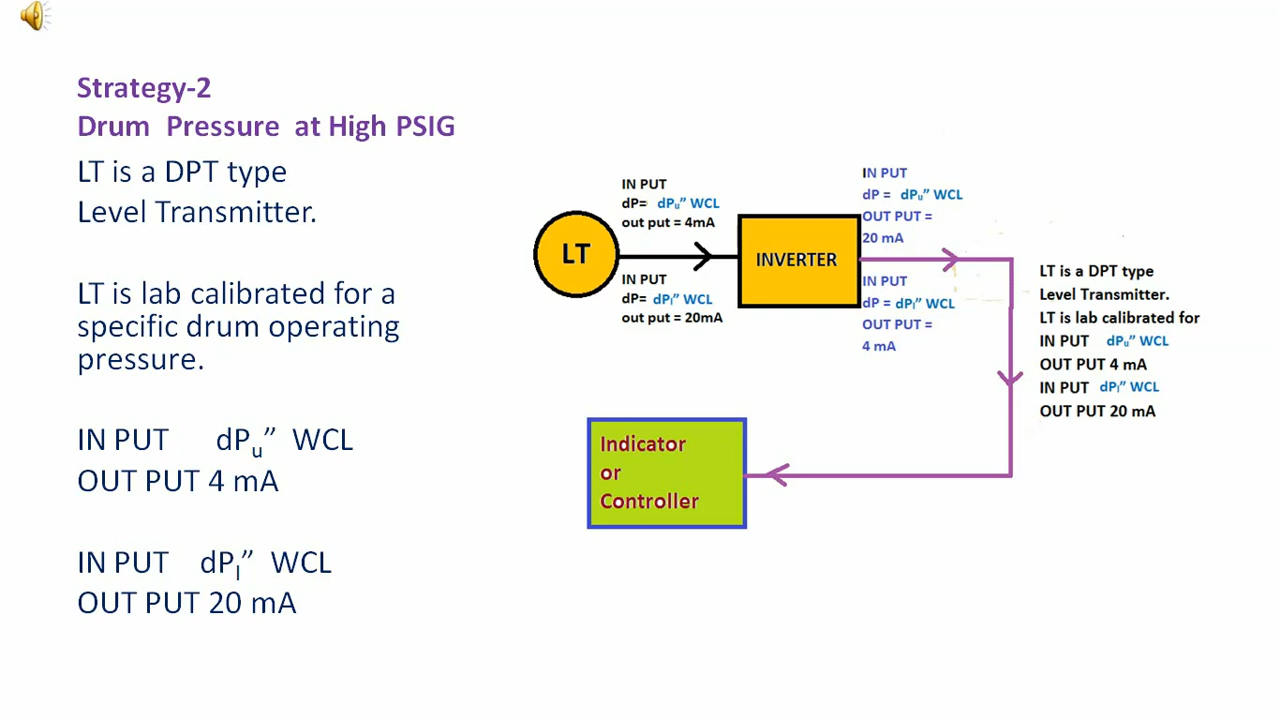 Strategy-2
Drum Pressure at High PSIG
LT is a DPT type
Level Transmitter.
LT is lab calibrated for a
specific drum operating
pressure.
IN PUT dPu” WCL
OUT PUT 4 mA
IN PUT dPl” WCL
OUT PUT 20 mA
IN PUT
dP= dPu” WCL
out put = 4mA
LT
IN PUT
dP= dPl” WCL
out put = 20mA
INVERTER
IN PUT
dP = dPu” WCL
OUT PUT =
20 mA
IN PUT
dP = dPl” WCL
OUT PUT =
4 mA
LT is a DPT type
Level Transmitter.
LT is lab calibrated for
IN PUT dPu” WCL
OUT PUT 4 mA
IN PUT dPl” WCL
OUT PUT 20 mA
Indicator
or
Controller